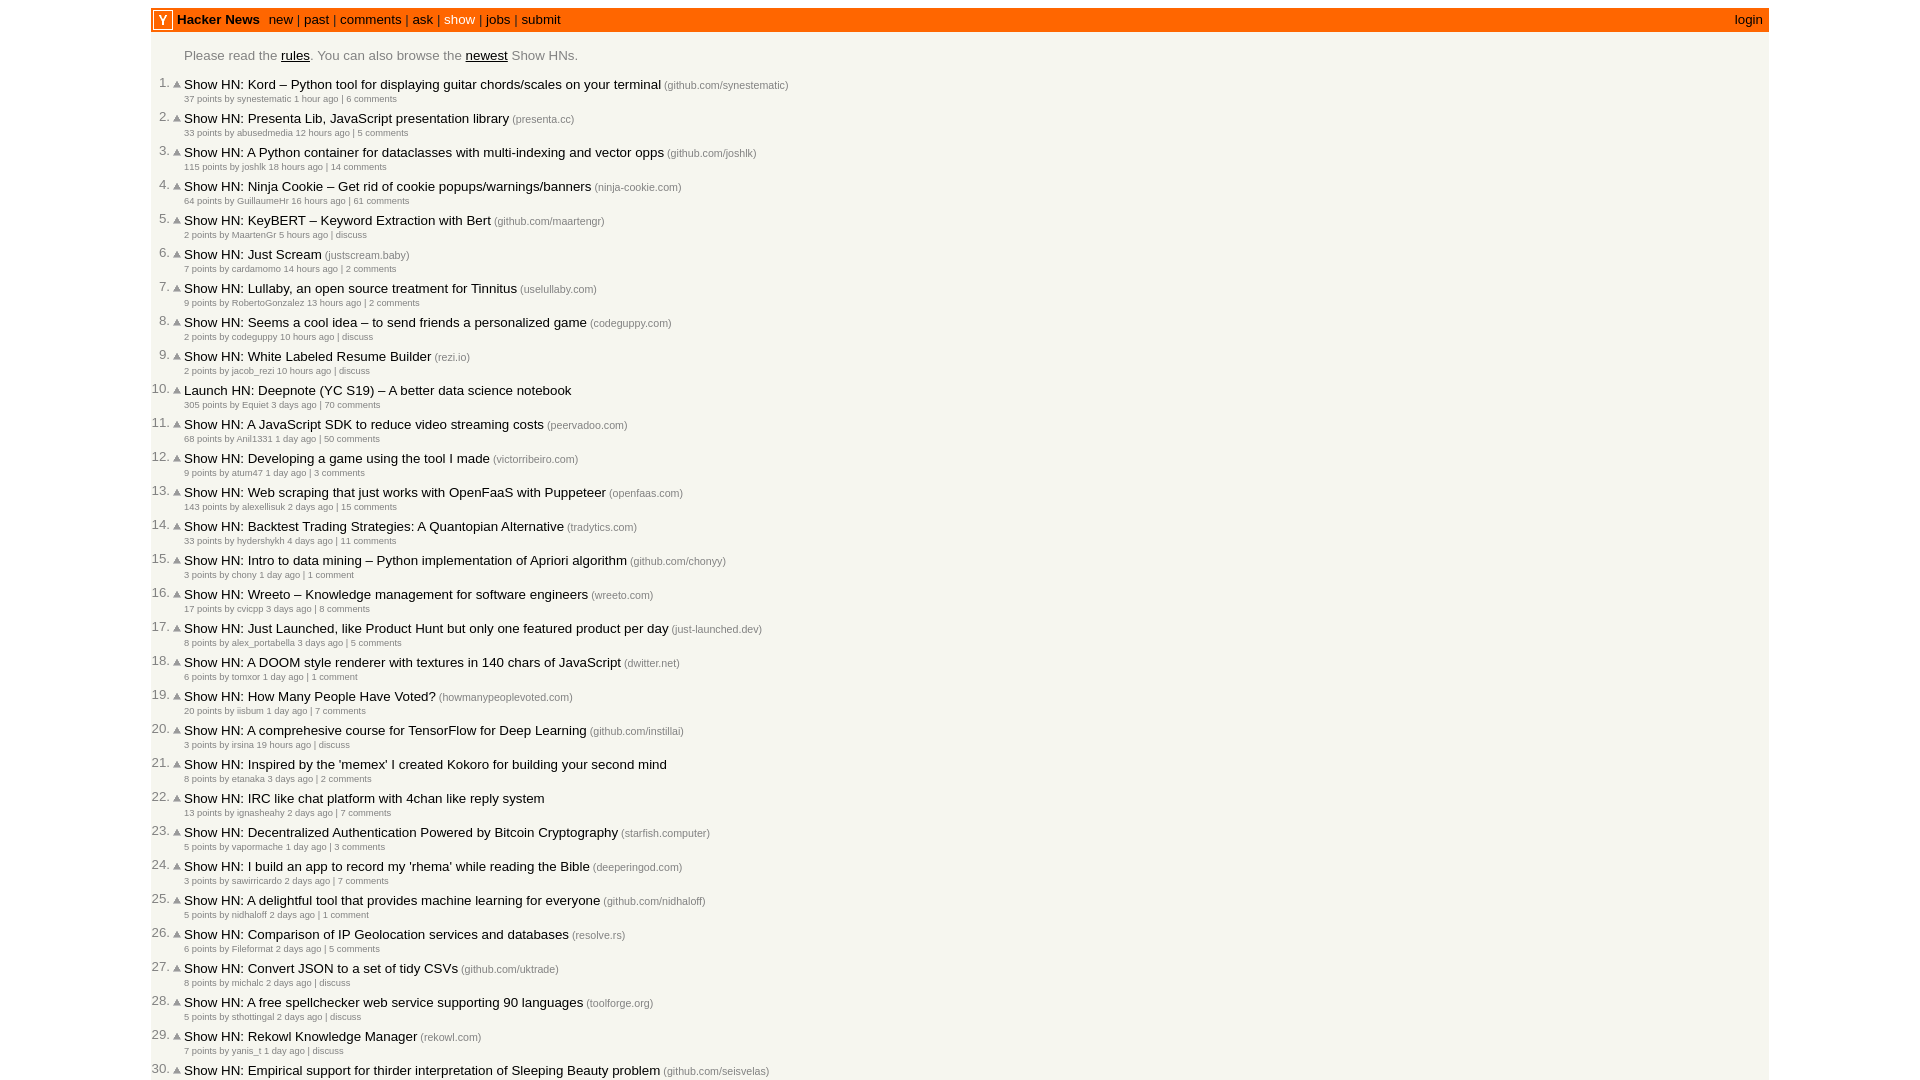 Y Hacker News new | past | comments | ask | show | jobs | submit login
Please read the rules. You can also browse the newest Show HNs.
1. Show HN: Kord – Python tool for displaying guitar chords/scales on your terminal (github.com/synestematic)
37 points by synestematic 1 hour ago | 6 comments
2. Show HN: Presenta Lib, JavaScript presentation library (presenta.cc)
33 points by abusedmedia 12 hours ago | 5 comments
3. Show HN: A Python container for dataclasses with multi-indexing and vector opps (github.com/joshlk)
115 points by joshlk 18 hours ago | 14 comments
4. Show HN: Ninja Cookie – Get rid of cookie popups/warnings/banners (ninja-cookie.com)
64 points by GuillaumeHr 16 hours ago | 61 comments
5. Show HN: KeyBERT – Keyword Extraction with Bert (github.com/maartengr)
2 points by MaartenGr 5 hours ago | discuss
6. Show HN: Just Scream (justscream.baby)
7 points by cardamomo 14 hours ago | 2 comments
7. Show HN: Lullaby, an open source treatment for Tinnitus (uselullaby.com)
9 points by RobertoGonzalez 13 hours ago | 2 comments
8. Show HN: Seems a cool idea – to send friends a personalized game (codeguppy.com)
2 points by codeguppy 10 hours ago | discuss
9. Show HN: White Labeled Resume Builder (rezi.io)
2 points by jacob_rezi 10 hours ago | discuss
10. Launch HN: Deepnote (YC S19) – A better data science notebook
305 points by Equiet 3 days ago | 70 comments
11. Show HN: A JavaScript SDK to reduce video streaming costs (peervadoo.com)
68 points by Anil1331 1 day ago | 50 comments
12. Show HN: Developing a game using the tool I made (victorribeiro.com)
9 points by atum47 1 day ago | 3 comments
13. Show HN: Web scraping that just works with OpenFaaS with Puppeteer (openfaas.com)
143 points by alexellisuk 2 days ago | 15 comments
14. Show HN: Backtest Trading Strategies: A Quantopian Alternative (tradytics.com)
33 points by hydershykh 4 days ago | 11 comments
15. Show HN: Intro to data mining – Python implementation of Apriori algorithm (github.com/chonyy)
3 points by chony 1 day ago | 1 comment
16. Show HN: Wreeto – Knowledge management for software engineers (wreeto.com)
17 points by cvicpp 3 days ago | 8 comments
17. Show HN: Just Launched, like Product Hunt but only one featured product per day (just-launched.dev)
8 points by alex_portabella 3 days ago | 5 comments
18. Show HN: A DOOM style renderer with textures in 140 chars of JavaScript (dwitter.net)
6 points by tomxor 1 day ago | 1 comment
19. Show HN: How Many People Have Voted? (howmanypeoplevoted.com)
20 points by iisbum 1 day ago | 7 comments
20. Show HN: A comprehesive course for TensorFlow for Deep Learning (github.com/instillai)
3 points by irsina 19 hours ago | discuss
21. Show HN: Inspired by the 'memex' I created Kokoro for building your second mind
8 points by etanaka 3 days ago | 2 comments
22. Show HN: IRC like chat platform with 4chan like reply system
13 points by ignasheahy 2 days ago | 7 comments
23. Show HN: Decentralized Authentication Powered by Bitcoin Cryptography (starfish.computer)
5 points by vapormache 1 day ago | 3 comments
24. Show HN: I build an app to record my 'rhema' while reading the Bible (deeperingod.com)
3 points by sawirricardo 2 days ago | 7 comments
25. Show HN: A delightful tool that provides machine learning for everyone (github.com/nidhaloff)
5 points by nidhaloff 2 days ago | 1 comment
26. Show HN: Comparison of IP Geolocation services and databases (resolve.rs)
6 points by Fileformat 2 days ago | 5 comments
27. Show HN: Convert JSON to a set of tidy CSVs (github.com/uktrade)
8 points by michalc 2 days ago | discuss
28. Show HN: A free spellchecker web service supporting 90 languages (toolforge.org)
5 points by sthottingal 2 days ago | discuss
29. Show HN: Rekowl Knowledge Manager (rekowl.com)
7 points by yanis_t 1 day ago | discuss
30. Show HN: Empirical support for thirder interpretation of Sleeping Beauty problem (github.com/seisvelas)